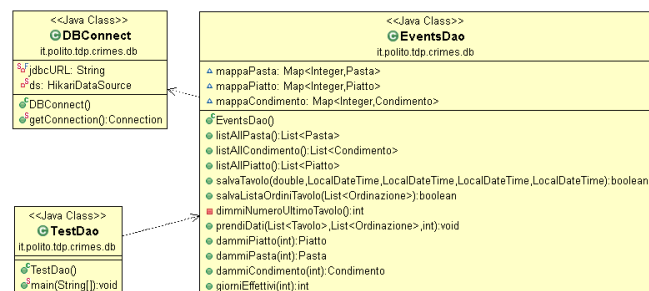 <<Java Class>>
DBConnect
it.polito.tdp.crimes.db
jdbcURL: String
ds: HikariDataSource
DBConnect()
getConnection():Connection
<<Java Class>>
EventsDao
it.polito.tdp.crimes.db
mappaPasta: Map<Integer,Pasta>
mappaPiatto: Map<Integer,Piatto>
mappaCondimento: Map<Integer,Condimento>
EventsDao()
listAllPasta():List<Pasta>
listAllCondimento():List<Condimento>
listAllPiatto():List<Piatto>
salvaTavolo(double,LocalDateTime,LocalDateTime,LocalDateTime,LocalDateTime):boolean
salvaListaOrdiniTavolo(List<Ordinazione>):boolean
dimmiNumeroUltimoTavolo():int
prendiDati(List<Tavolo>,List<Ordinazione>,int):void
dammiPiatto(int):Piatto
dammiPasta(int):Pasta
dammiCondimento(int):Condimento
giorniEffettivi(int):int
<<Java Class>>
TestDao
it.polito.tdp.crimes.db
TestDao()
main(String[]):void